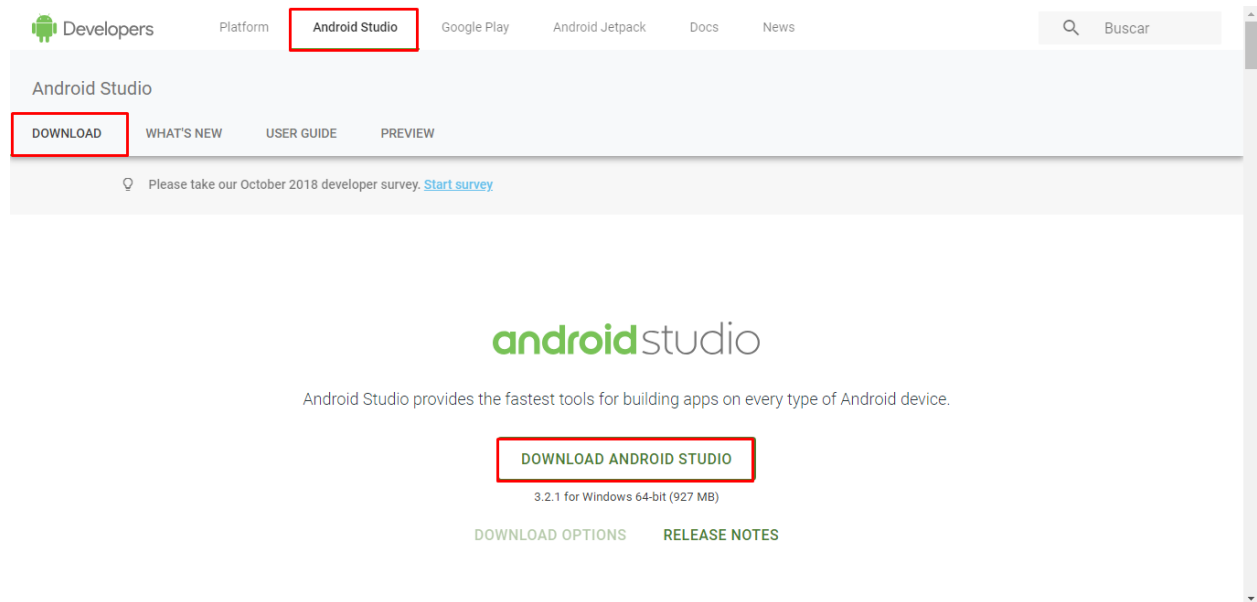 Developers Platform Android Studio Google Play Android Jetpack Docs News Buscar
Android Studio
DOWNLOAD WHAT'S NEW USER GUIDE PREVIEW
Please take our October 2018 developer survey. Start survey
androidstudio
Android Studio provides the fastest tools for building apps on every type of Android device.
DOWNLOAD ANDROID STUDIO
3.2.1 for Windows 64-bit (927 MB)
DOWNLOAD OPTIONS RELEASE NOTES